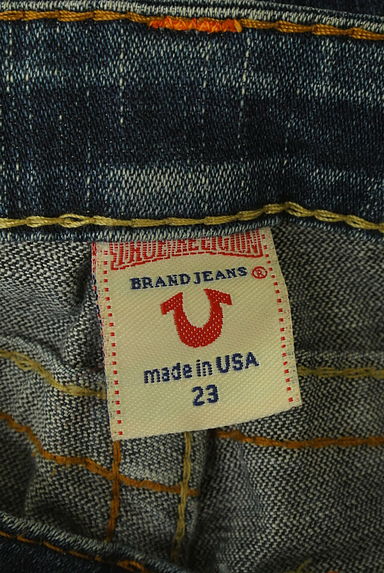 TRUE RELIGION
BRAND JEANS ®
made in USA
23